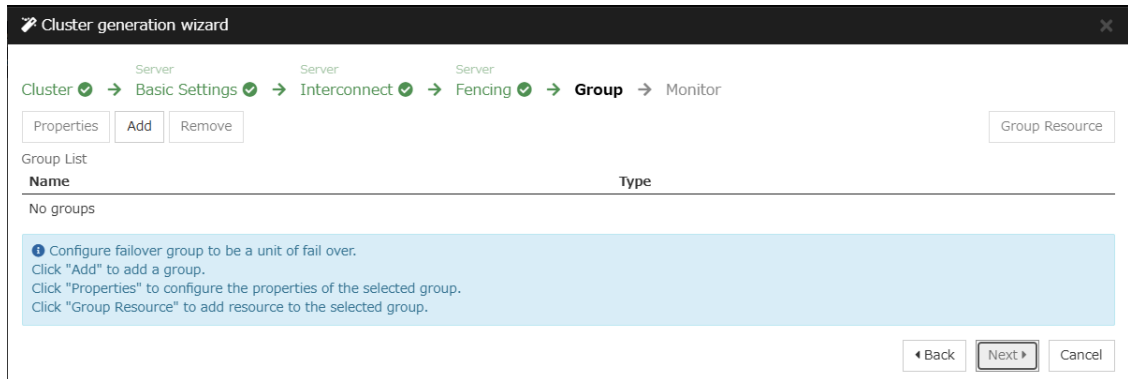 Cluster generation wizard
Server Server Server
Cluster → Basic Settings → Interconnect → Fencing → Group → Monitor
Properties Add Remove Group Resource
Group List
Name Type
No groups
Configure failover group to be a unit of fail over.
Click "Add" to add a group.
Click "Properties" to configure the properties of the selected group.
Click "Group Resource" to add resource to the selected group.
Back Next Cancel